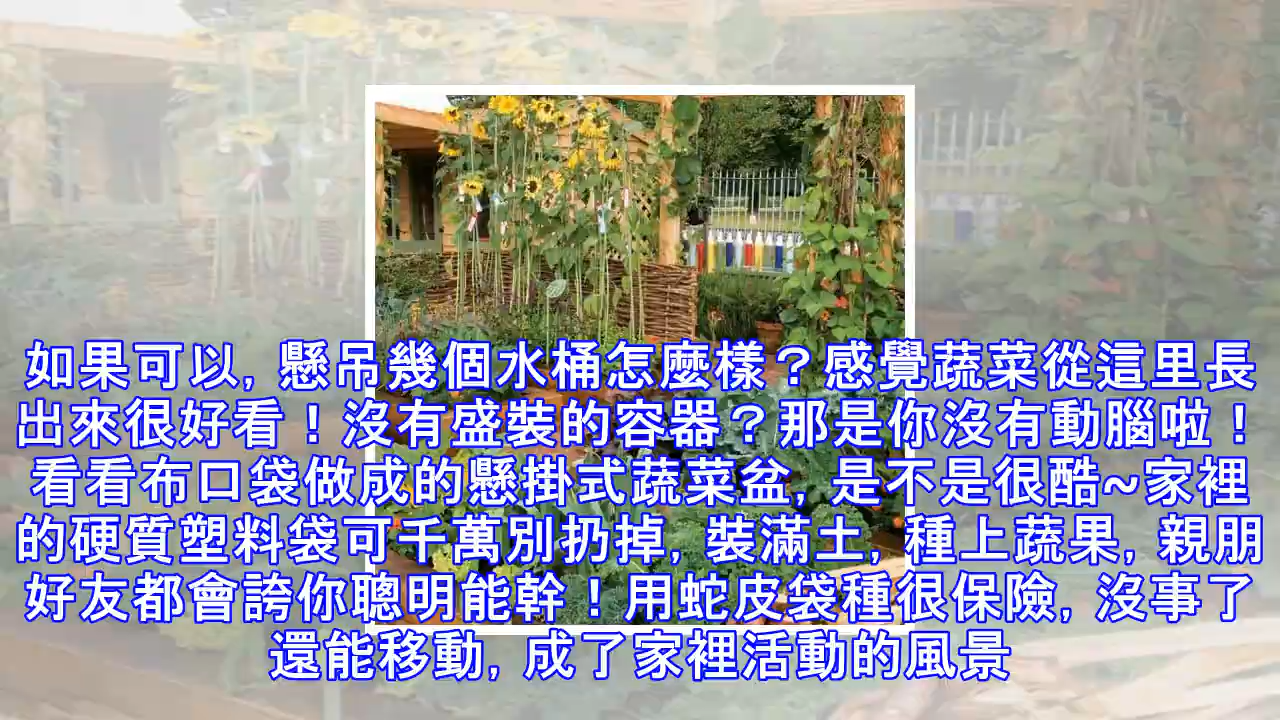 如果可以, 懸吊幾個水桶怎麼樣？感覺蔬菜從這里長
出來很好看！沒有盛裝的容器？那是你沒有動腦啦！
看看布口袋做成的懸掛式蔬菜盆, 是不是很酷~家裡
的硬質塑料袋可千萬別扔掉, 裝滿土, 種上蔬果, 親朋
好友都會誇你聰明能幹！用蛇皮袋種很保險, 沒事了
還能移動, 成了家裡活動的風景